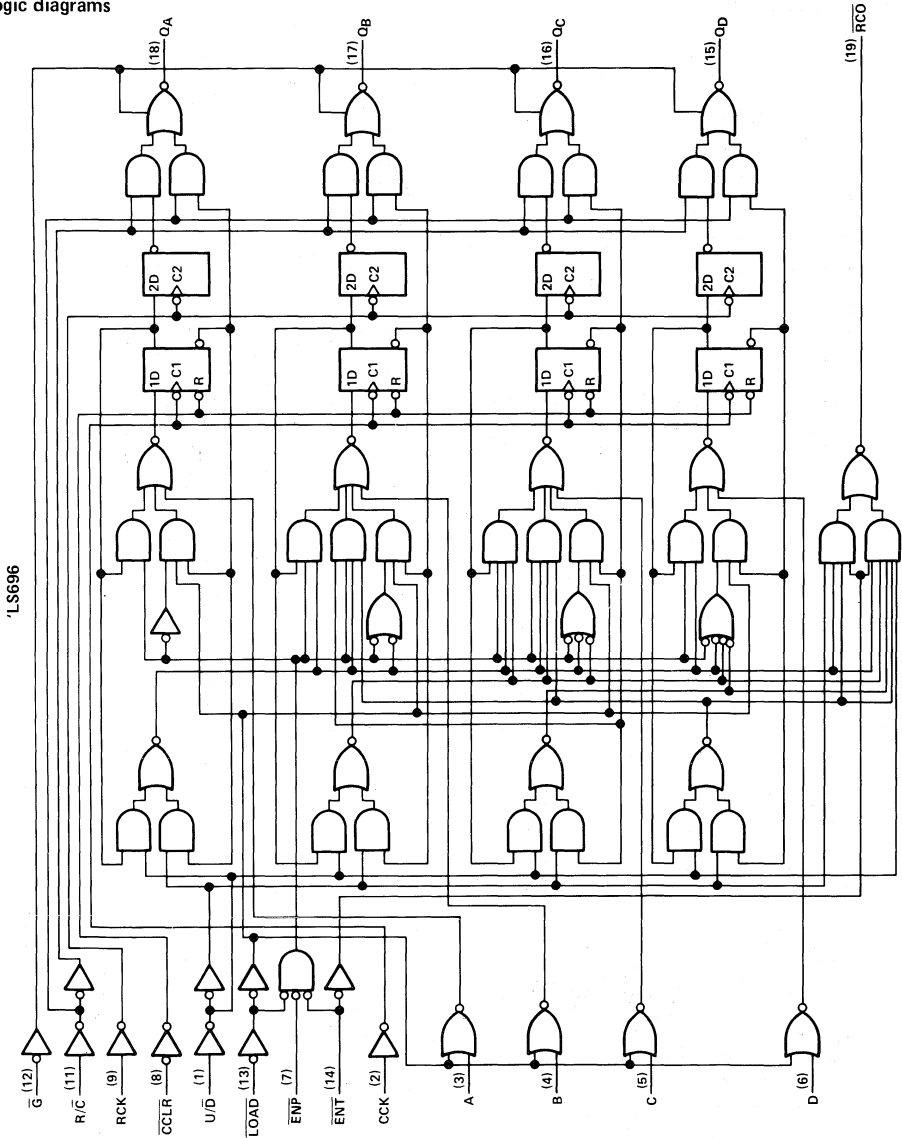 ogic diagrams
'LS696
(18) QA
(17) QB
(16) QC
(15) QD
(19) RCO
2D C2
2D C2
2D C2
2D C2
1D C1 R
1D C1 R
1D C1 R
1D C1 R
G (12)
R/C (11)
RCK (9)
CCLR (8)
U/D (1)
LOAD (13)
ENP (7)
ENT (14)
CCK (2)
A (3)
B (4)
C (5)
D (6)